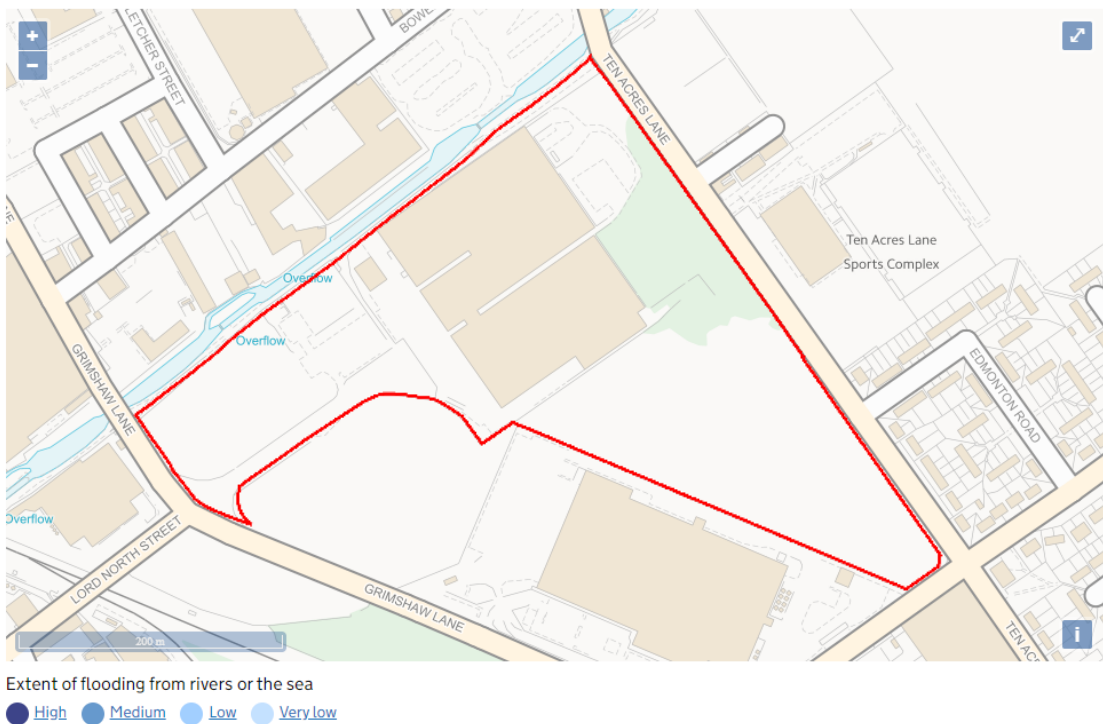 +
−
LETCHER STREET
BOWE
TEN ACRES LANE
Ten Acres Lane
Sports Complex
Overflow
Overflow
GRIMSHAW LANE
EDMONTON ROAD
Overflow
LORD NORTH STREET
GRIMSHAW LANE
TEN AC
200 m
i
Extent of flooding from rivers or the sea
High Medium Low Very low